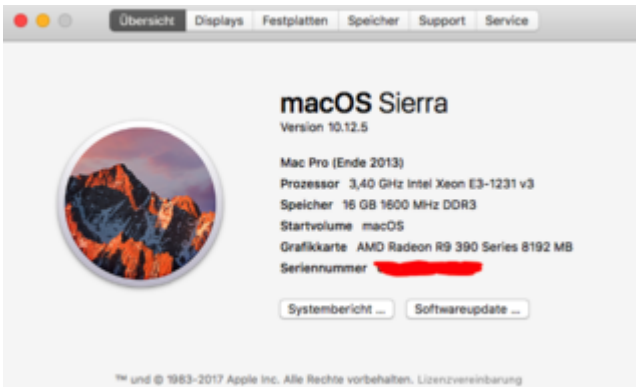 Übersicht Displays Festplatten Speicher Support Service
macOS Sierra
Version 10.12.5
Mac Pro (Ende 2013)
Prozessor 3,40 GHz Intel Xeon E3-1231 v3
Speicher 16 GB 1600 MHz DDR3
Startvolume macOS
Grafikkarte AMD Radeon R9 390 Series 8192 MB
Seriennummer
Systembericht ... Softwareupdate ...
™ und © 1983-2017 Apple Inc. Alle Rechte vorbehalten. Lizenzvereinbarung